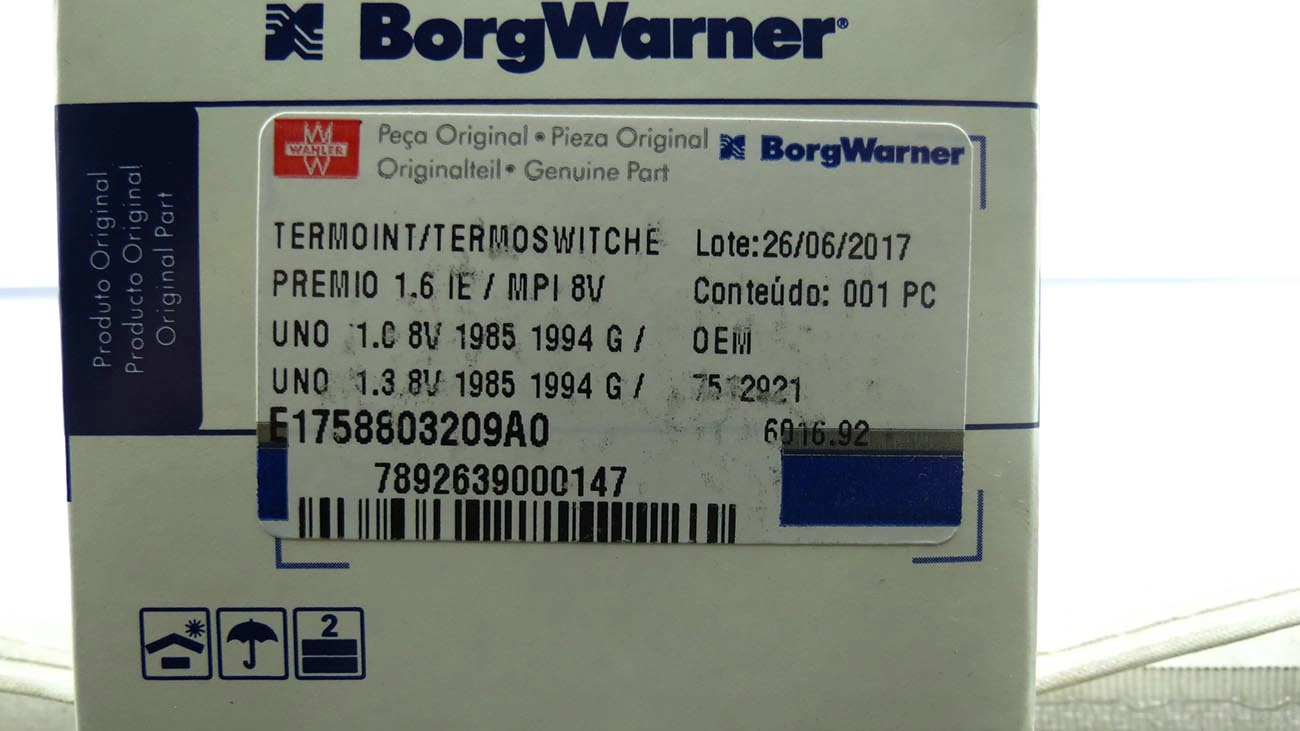 BorgWarner®
Produto Original
Producto Original
Original Part
WAHLER
Peça Original • Pieza Original
Originalteil • Genuine Part
BorgWarner
TERMOINT/TERMOSWITCHE
Lote:26/06/2017
PREMIO 1.6 IE / MPI 8V
Conteúdo: 001 PC
UNO 1.0 8V 1985 1994 G /
OEM
UNO 1.3 8V 1985 1994 G /
E1758803209A0
6016.92
7892639000147
2